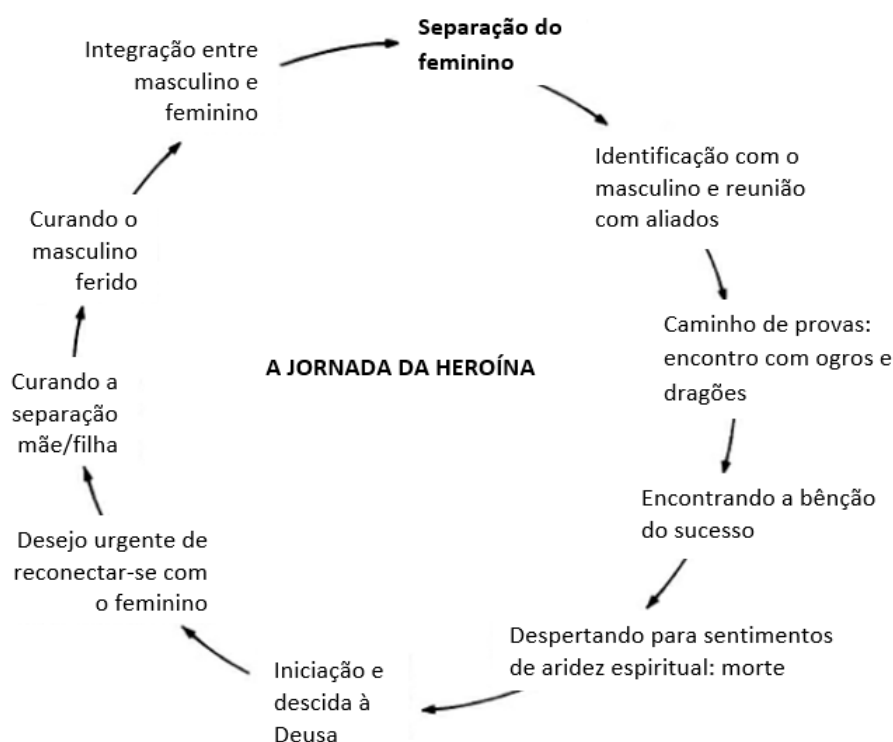 Separação do
feminino
Identificação com o
masculino e reunião
com aliados
Caminho de provas:
encontro com ogros e
dragões
Encontrando a bênção
do sucesso
Despertando para sentimentos
de aridez espiritual: morte
Iniciação e
descida à
Deusa
Desejo urgente de
reconectar-se com
o feminino
Curando a
separação
mãe/filha
Curando o
masculino
ferido
Integração entre
masculino e
feminino
A JORNADA DA HEROÍNA